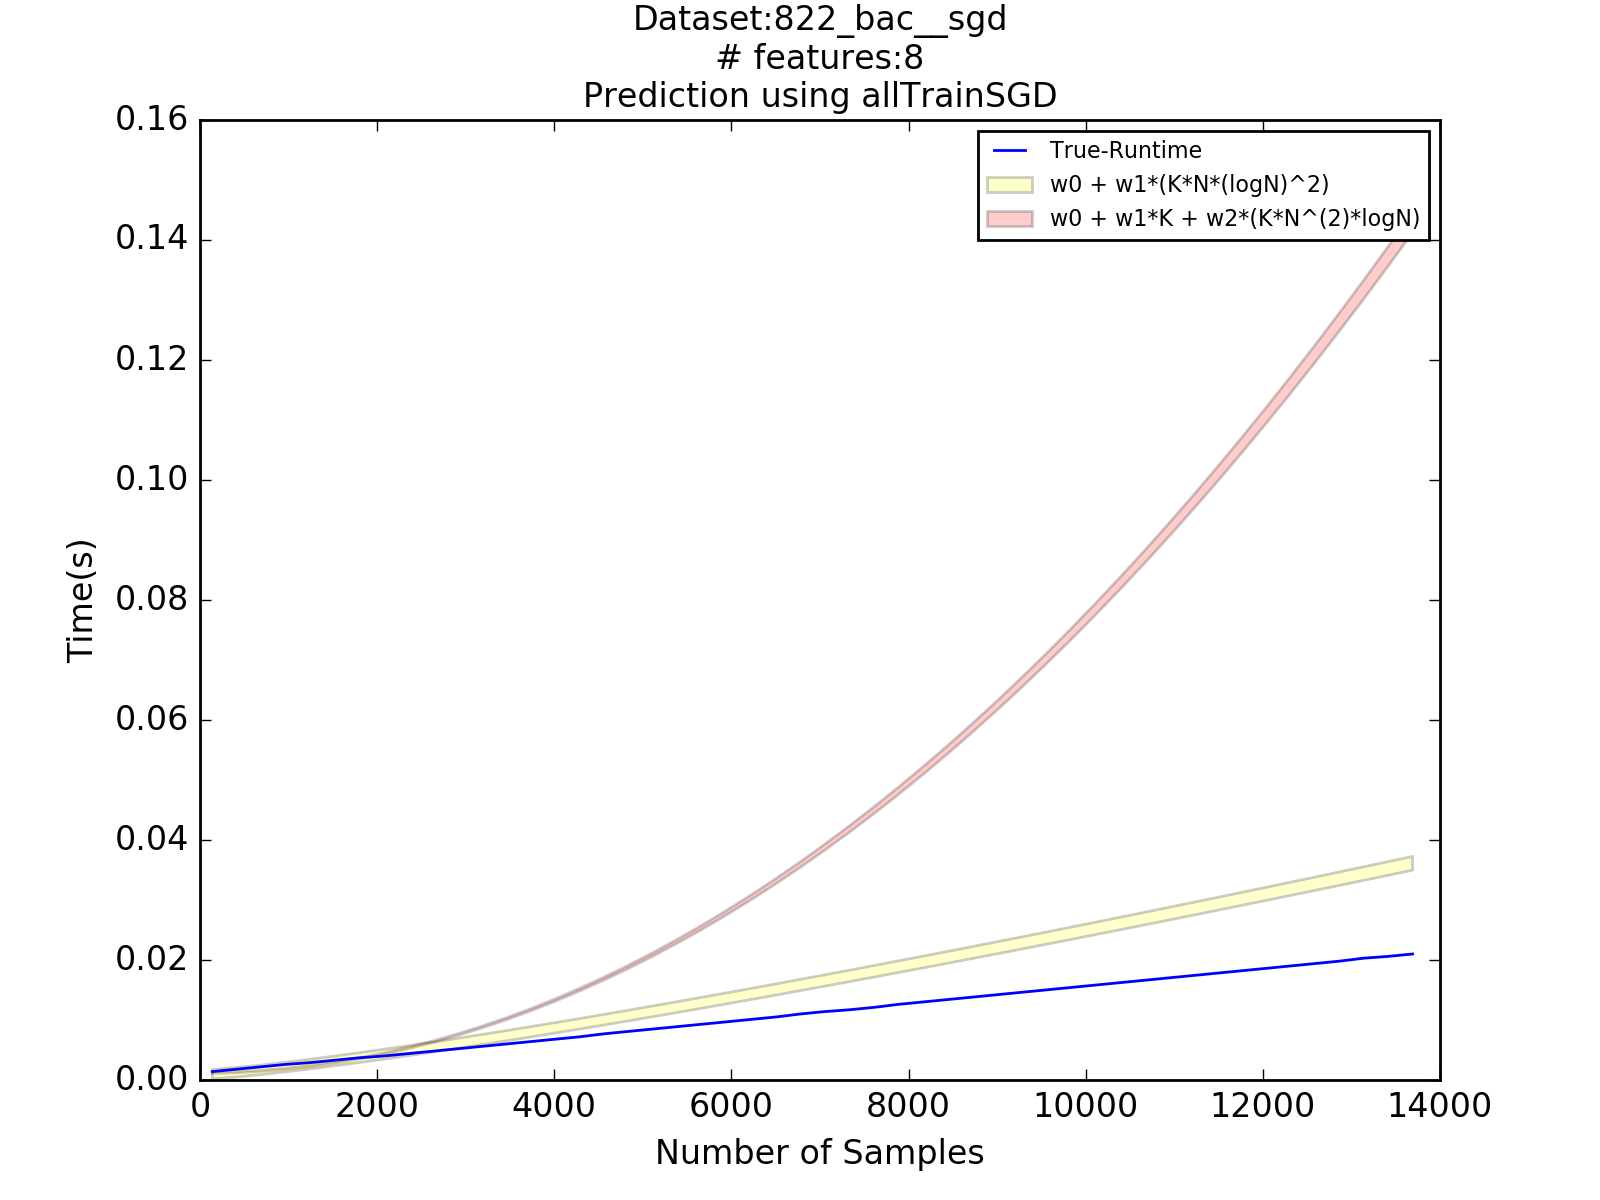 Dataset:822_bac__sgd
# features:8
Prediction using allTrainSGD
0.16
0.14
0.12
0.10
0.08
0.06
0.04
0.02
0.00
Time(s)
True-Runtime
w0 + w1*(K*N*(logN)^2)
w0 + w1*K + w2*(K*N^(2)*logN)
0 2000 4000 6000 8000 10000 12000 14000
Number of Samples